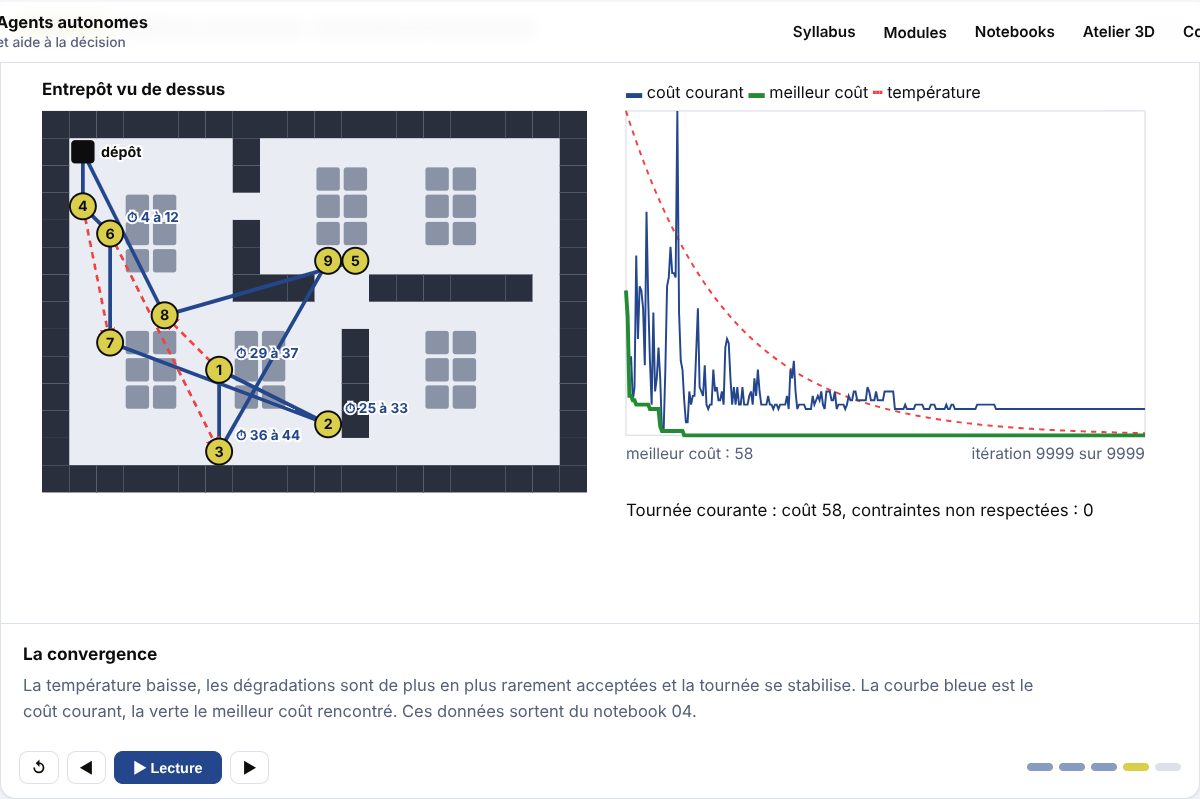 Agents autonomes
et aide à la décision
Syllabus
Modules
Notebooks
Atelier 3D
Entrepôt vu de dessus
coût courant meilleur coût température
dépôt
4
6
⏱ 4 à 12
9
5
8
7
⏱ 29 à 37
1
⏱ 25 à 33
2
⏱ 36 à 44
3
meilleur coût : 58
itération 9999 sur 9999
Tournée courante : coût 58, contraintes non respectées : 0
La convergence
La température baisse, les dégradations sont de plus en plus rarement acceptées et la tournée se stabilise. La courbe bleue est le
coût courant, la verte le meilleur coût rencontré. Ces données sortent du notebook 04.
Lecture